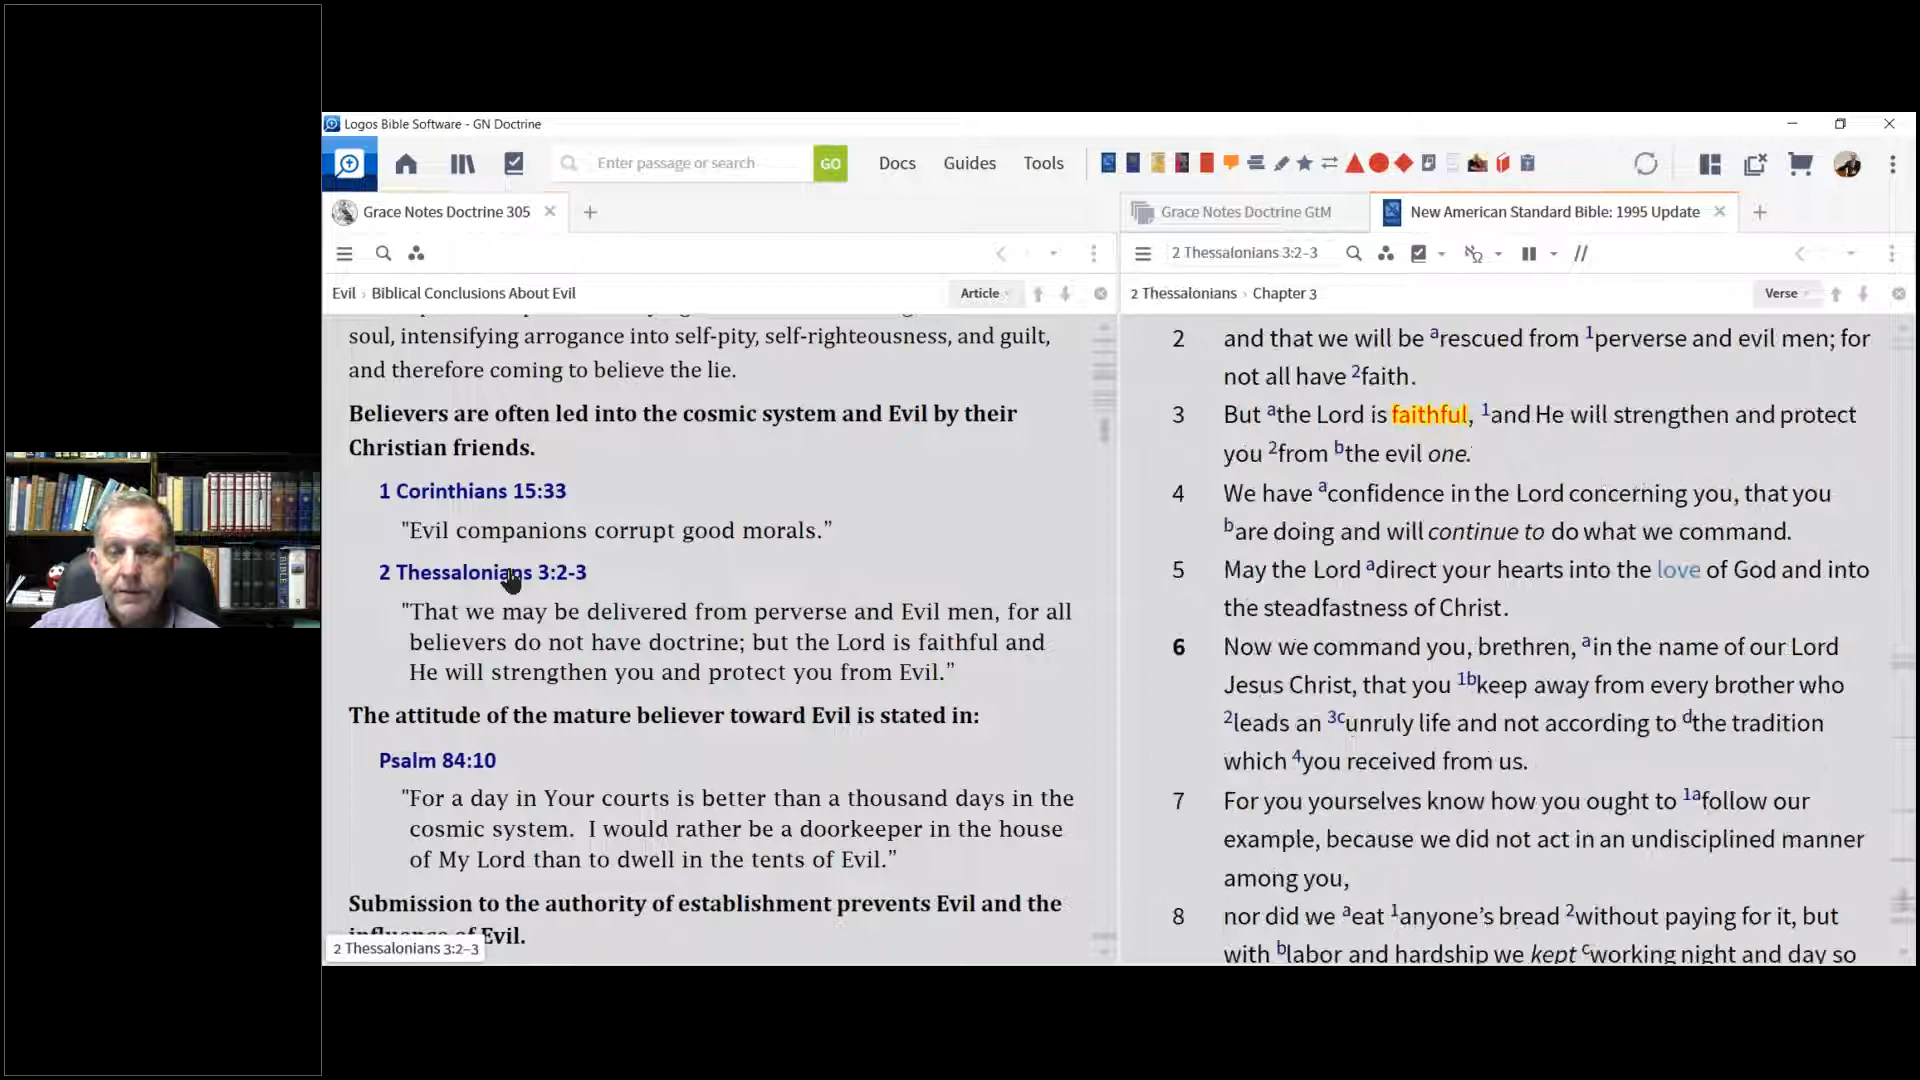 Logos Bible Software - GN Doctrine
Enter passage or search
GO
Docs
Guides
Tools
Grace Notes Doctrine 305
Evil › Biblical Conclusions About Evil
Article
soul, intensifying arrogance into self-pity, self-righteousness, and guilt,
and therefore coming to believe the lie.
Believers are often led into the cosmic system and Evil by their
Christian friends.
1 Corinthians 15:33
"Evil companions corrupt good morals."
2 Thessalonians 3:2-3
"That we may be delivered from perverse and Evil men, for all
believers do not have doctrine; but the Lord is faithful and
He will strengthen you and protect you from Evil."
The attitude of the mature believer toward Evil is stated in:
Psalm 84:10
"For a day in Your courts is better than a thousand days in the
cosmic system. I would rather be a doorkeeper in the house
of My Lord than to dwell in the tents of Evil."
Submission to the authority of establishment prevents Evil and the
influence of Evil.
2 Thessalonians 3:2–3
Grace Notes Doctrine GtM
New American Standard Bible: 1995 Update
2 Thessalonians 3:2–3
2 Thessalonians › Chapter 3
Verse
2 and that we will be arescued from 1perverse and evil men; for
not all have 2faith.
3 But athe Lord is faithful, 1and He will strengthen and protect
you 2from bthe evil one.
4 We have aconfidence in the Lord concerning you, that you
bare doing and will continue to do what we command.
5 May the Lord adirect your hearts into the love of God and into
the steadfastness of Christ.
6 Now we command you, brethren, ain the name of our Lord
Jesus Christ, that you 1bkeep away from every brother who
2leads an 3cunruly life and not according to dthe tradition
which 4you received from us.
7 For you yourselves know how you ought to 1afollow our
example, because we did not act in an undisciplined manner
among you,
8 nor did we aeat 1anyone's bread 2without paying for it, but
with blabor and hardship we kept cworking night and day so